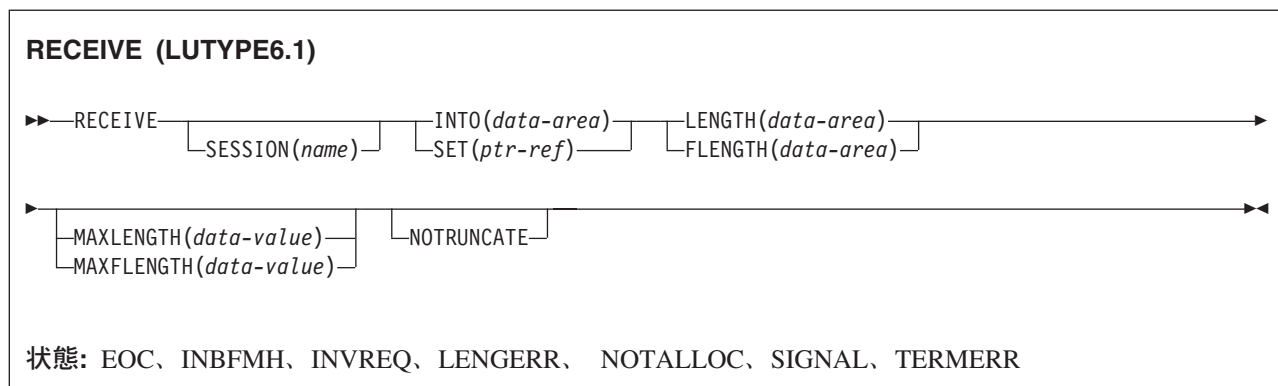 RECEIVE (LUTYPE6.1)
RECEIVE INTO(data-area) LENGTH(data-area)
SESSION(name) SET(ptr-ref) FLENGTH(data-area)
MAXLENGTH(data-value) NOTRUNCATE
MAXFLENGTH(data-value)
状態: EOC、INBFMH、INVREQ、LENGERR、 NOTALLOC、SIGNAL、TERMERR